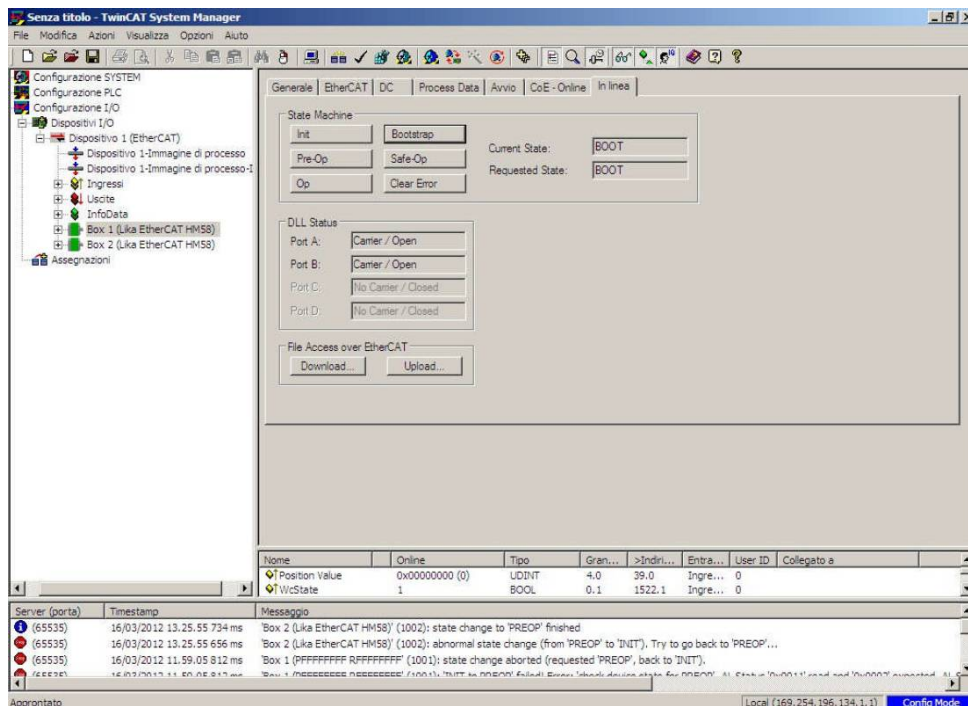 Senza titolo - TwinCAT System Manager
File Modifica Azioni Visualizza Opzioni Aiuto
Configurazione SYSTEM
Configurazione PLC
Configurazione I/O
Dispositivi I/O
Dispositivo 1 (EtherCAT)
Dispositivo 1-Immagine di processo
Dispositivo 1-Immagine di processo-I
Ingressi
Uscite
InfoData
Box 1 (Lika EtherCAT HM58)
Box 2 (Lika EtherCAT HM58)
Assegnazioni
Generale EtherCAT DC Process Data Avvio CoE - Online In linea
State Machine
Init Bootstrap
Pre-Op Safe-Op
Op Clear Error
Current State: BOOT
Requested State: BOOT
DLL Status
Port A: Carrier / Open
Port B: Carrier / Open
Port C: No Carrier / Closed
Port D: No Carrier / Closed
File Access over EtherCAT
Download... Upload...
Nome Online Tipo Gran... >Indiri... Entra... User ID Collegato a
Position Value 0x00000000 (0) UDINT 4.0 39.0 Ingre... 0
WcState 1 BOOL 0.1 1522.1 Ingre... 0
Server (porta) Timestamp Messaggio
(65535) 16/03/2012 13.25.55 734 ms 'Box 2 (Lika EtherCAT HM58)' (1002): state change to 'PREOP' finished
(65535) 16/03/2012 13.25.55 656 ms 'Box 2 (Lika EtherCAT HM58)' (1002): abnormal state change (from 'PREOP' to 'INIT'). Try to go back to 'PREOP'...
(65535) 16/03/2012 11.59.05 812 ms 'Box 1 (PFFFFFFFF RFFFFFFFF)' (1001): state change aborted (requested 'PREOP', back to 'INIT').
(65535) 16/03/2012 11.59.05 812 ms
Approntato Local (169.254.196.134.1.1) Config Mode